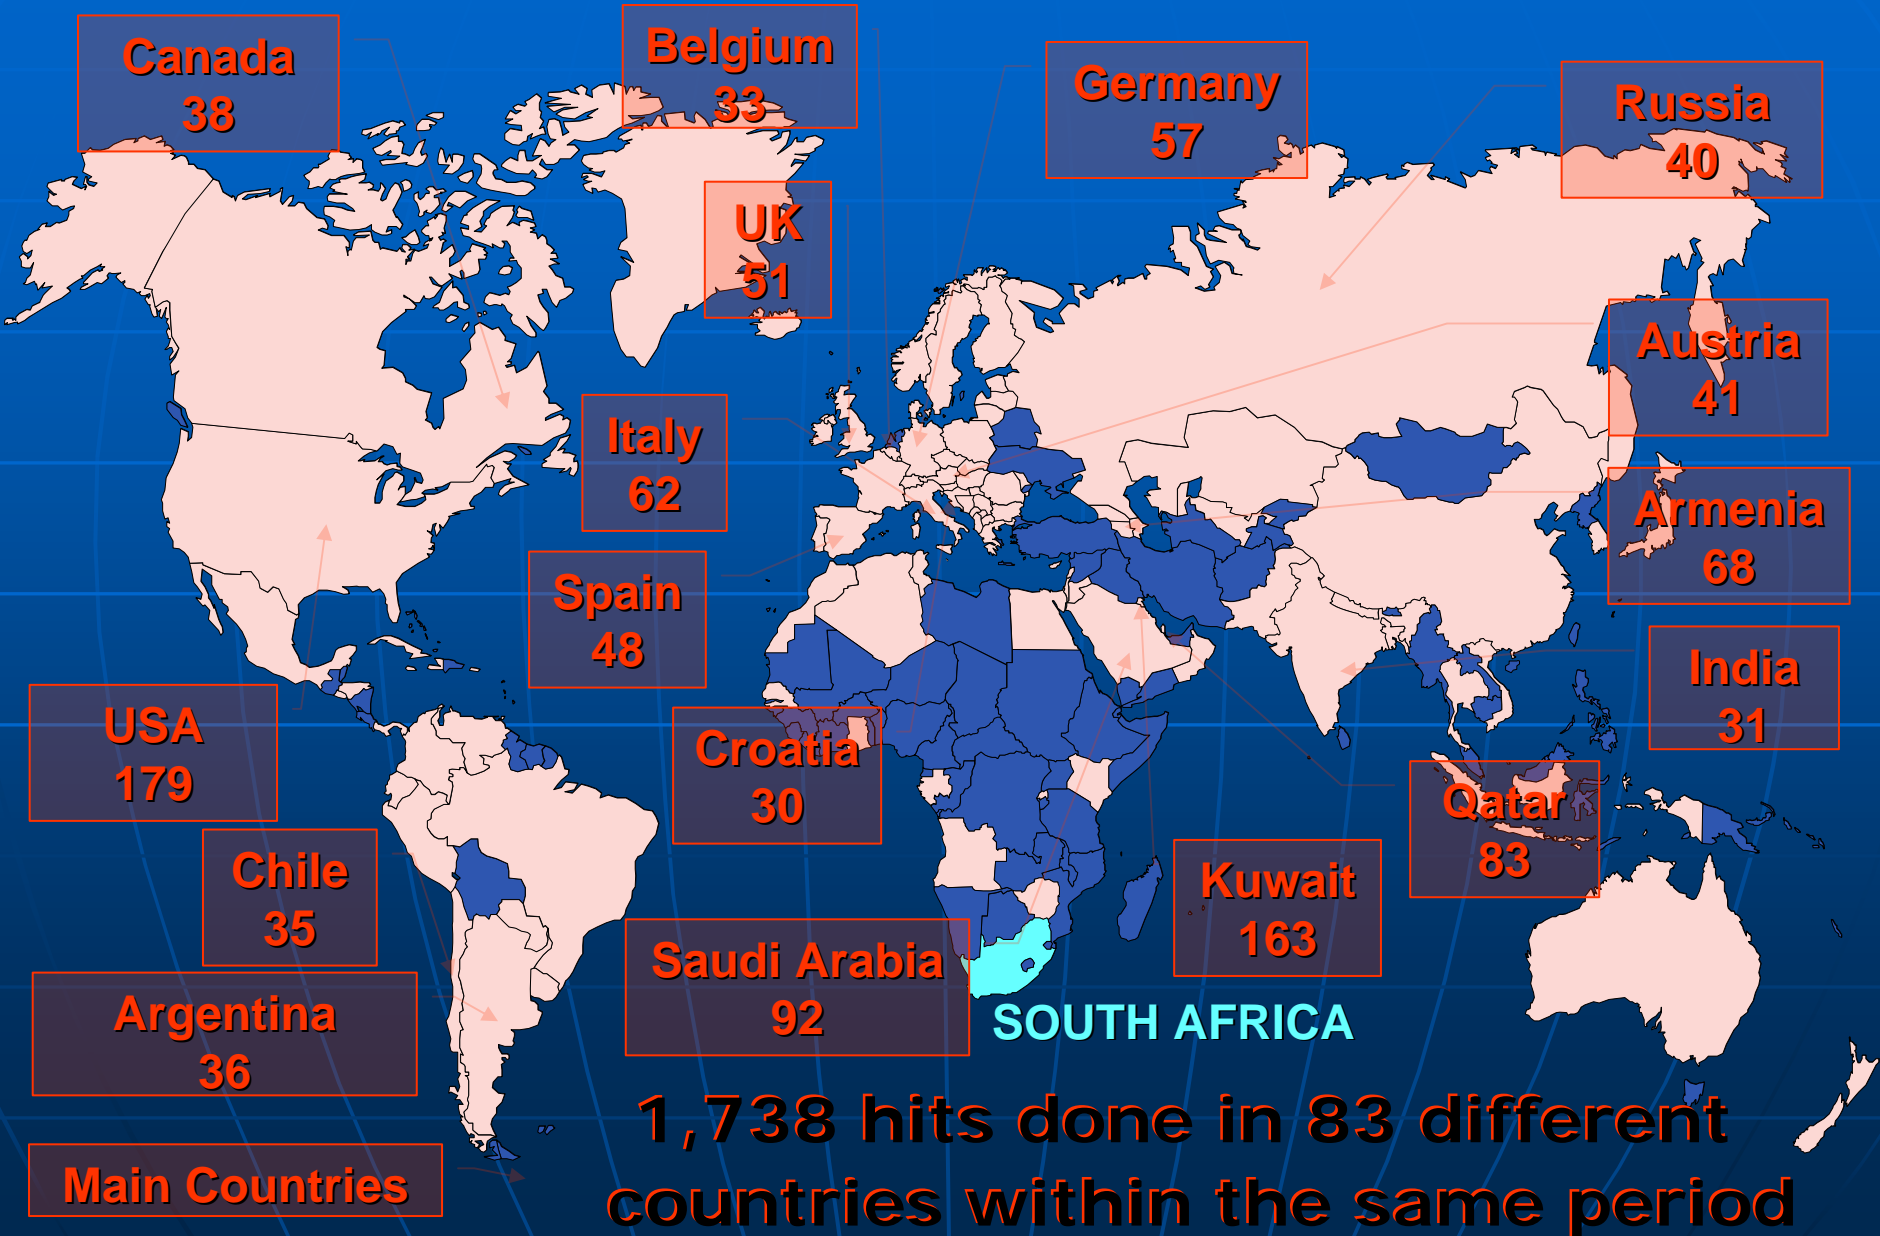 Canada
38
Belgium
33
Germany
57
Russia
40
UK
51
Austria
41
Italy
62
Armenia
68
Spain
48
India
31
USA
179
Croatia
30
Qatar
83
Chile
35
Kuwait
163
Saudi Arabia
92
Argentina
36
SOUTH AFRICA
1,738 hits done in 83 different
countries within the same period
Main Countries